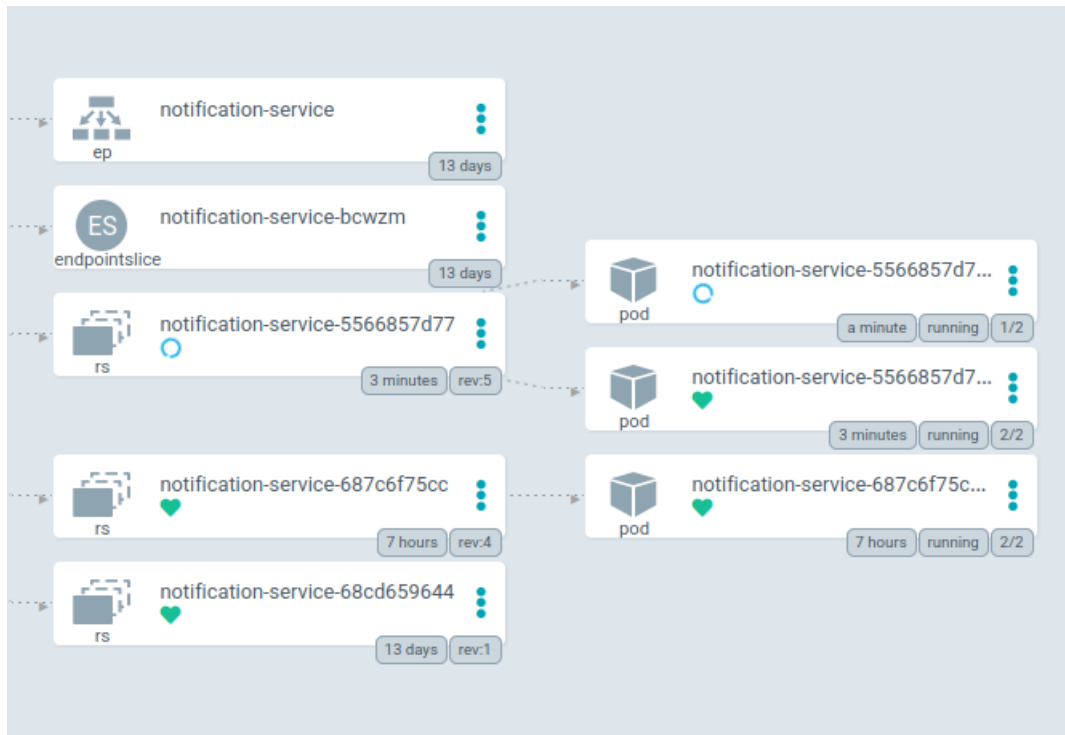 notification-service
ep
13 days
ES
notification-service-bcwzm
endpointslice
13 days
notification-service-5566857d77
rs
3 minutes rev:5
notification-service-687c6f75cc
rs
7 hours rev:4
notification-service-68cd659644
rs
13 days rev:1
notification-service-5566857d7...
pod
a minute running 1/2
notification-service-5566857d7...
pod
3 minutes running 2/2
notification-service-687c6f75c...
pod
7 hours running 2/2